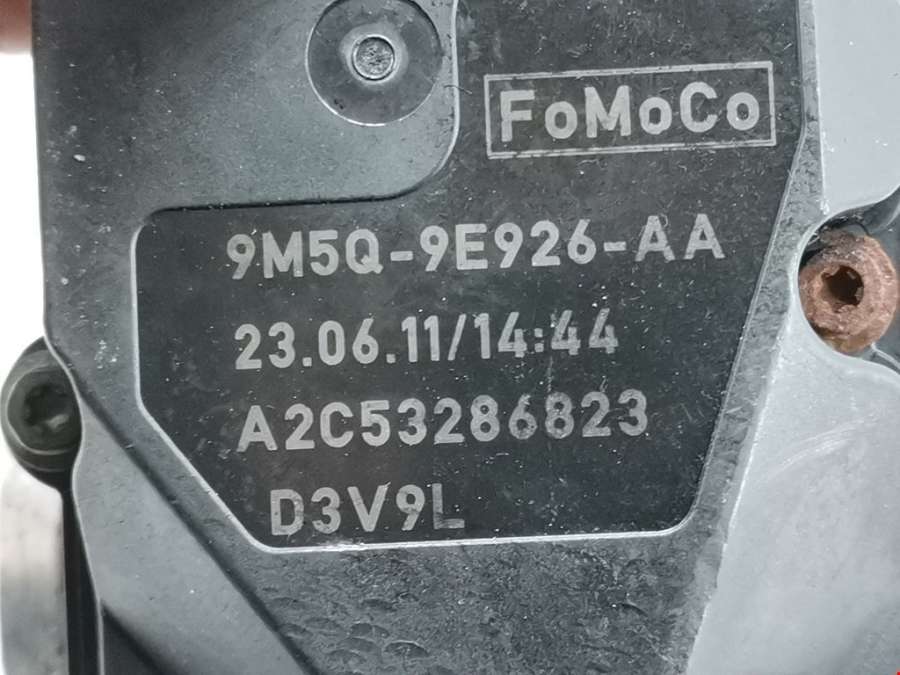 FoMoCo
9M5Q-9E926-AA
23.06.11/14:44
A2C53286823
D3V9L